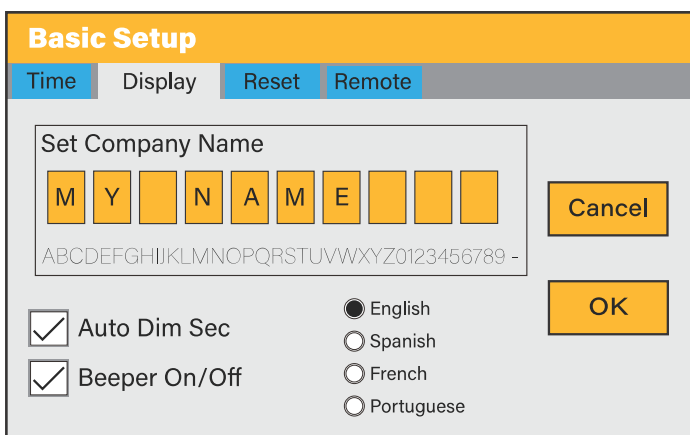 Basic Setup
Time Display Reset Remote
Set Company Name
M Y N A M E
ABCDEFGHIJKLMNOPQRSTUVWXYZ0123456789 -
Cancel
OK
Auto Dim Sec
Beeper On/Off
English
Spanish
French
Portuguese